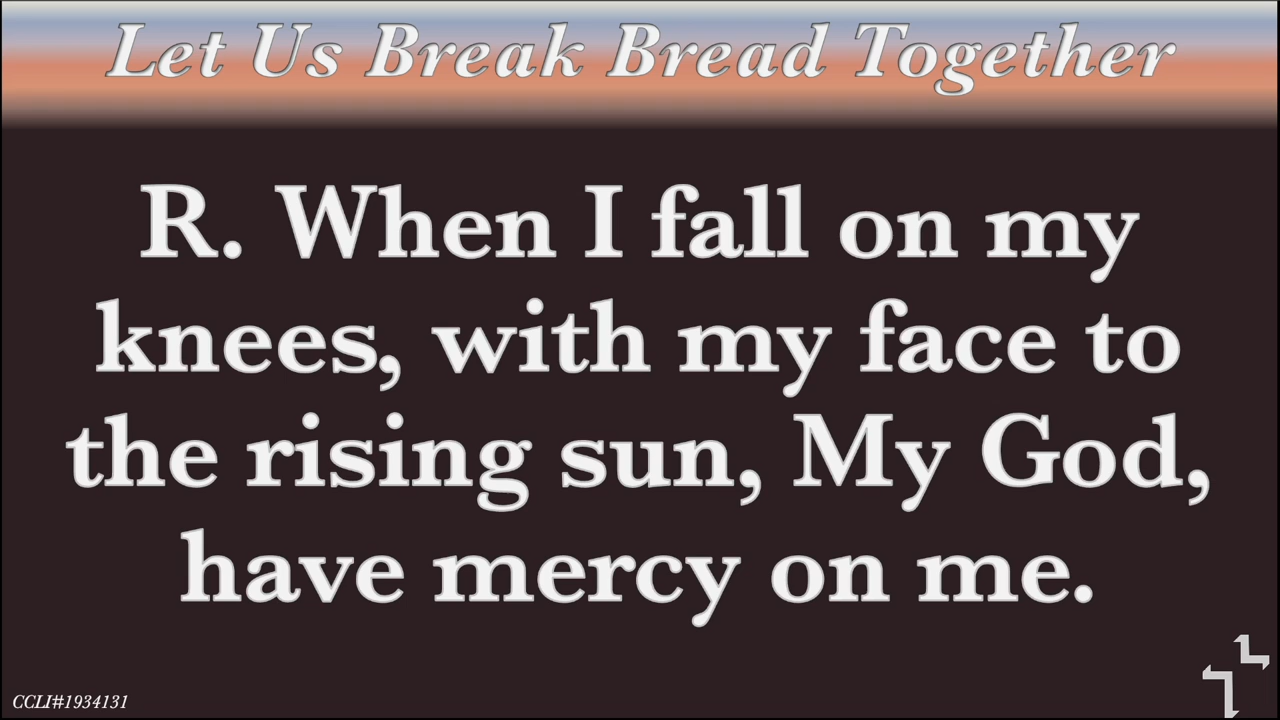 Let Us Break Bread Together
R. When I fall on my
knees, with my face to
the rising sun, My God,
have mercy on me.
CCLI#1934131